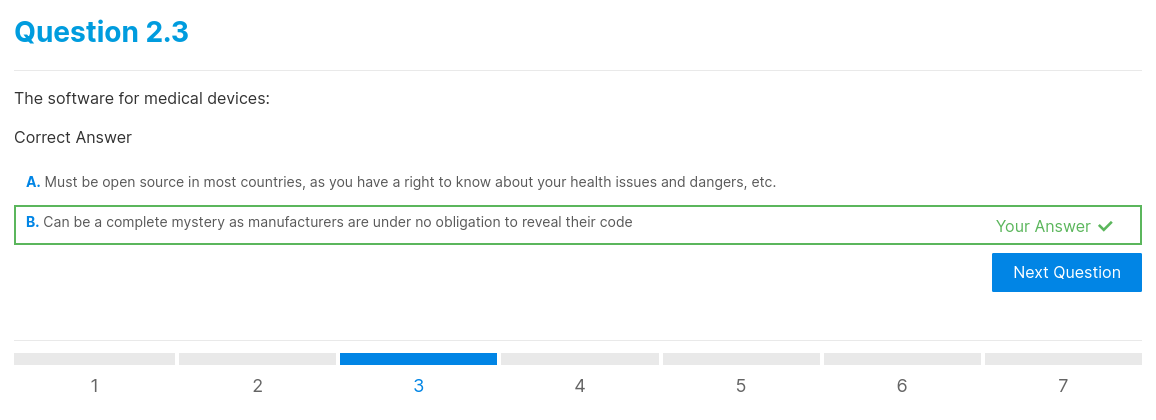 Question 2.3
The software for medical devices:
Correct Answer
A. Must be open source in most countries, as you have a right to know about your health issues and dangers, etc.
B. Can be a complete mystery as manufacturers are under no obligation to reveal their code
Your Answer ✔
Next Question
1 2 3 4 5 6 7